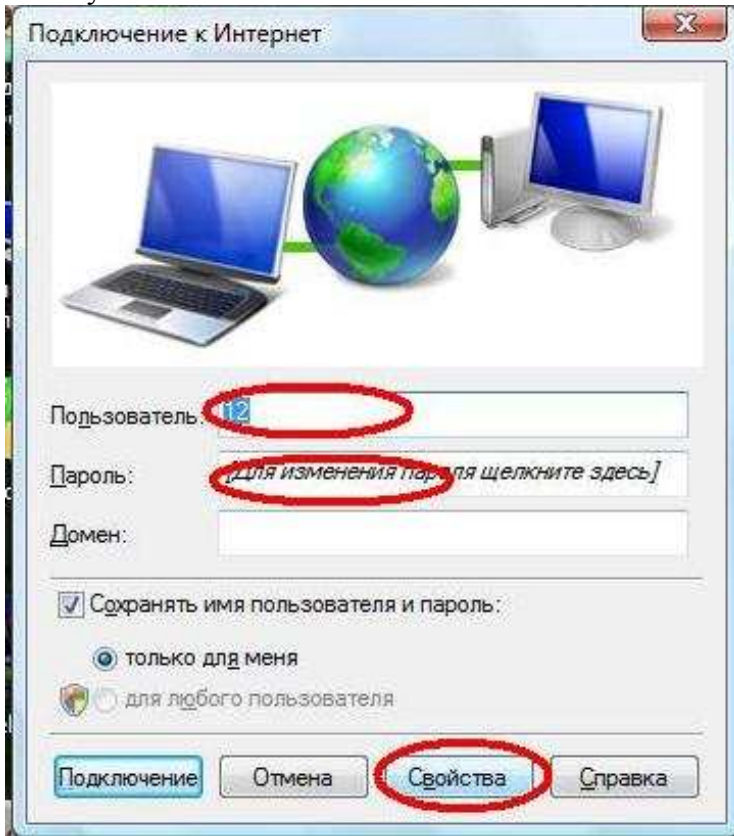 Подключение к Интернет
Пользователь: 12
Пароль: [Для изменения пароля щелкните здесь]
Домен:
Сохранять имя пользователя и пароль:
только для меня
для любого пользователя
Подключение Отмена Свойства Справка